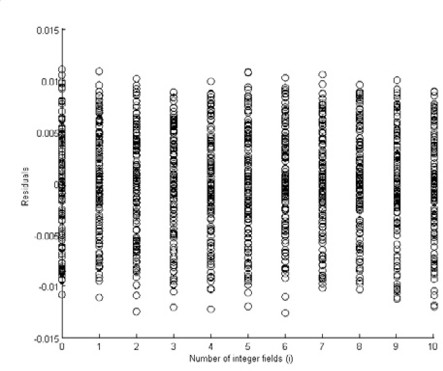 0.015
0.01
0.005
0
-0.005
-0.01
-0.015
Residuals
0 1 2 3 4 5 6 7 8 9 10
Number of integer fields (i)